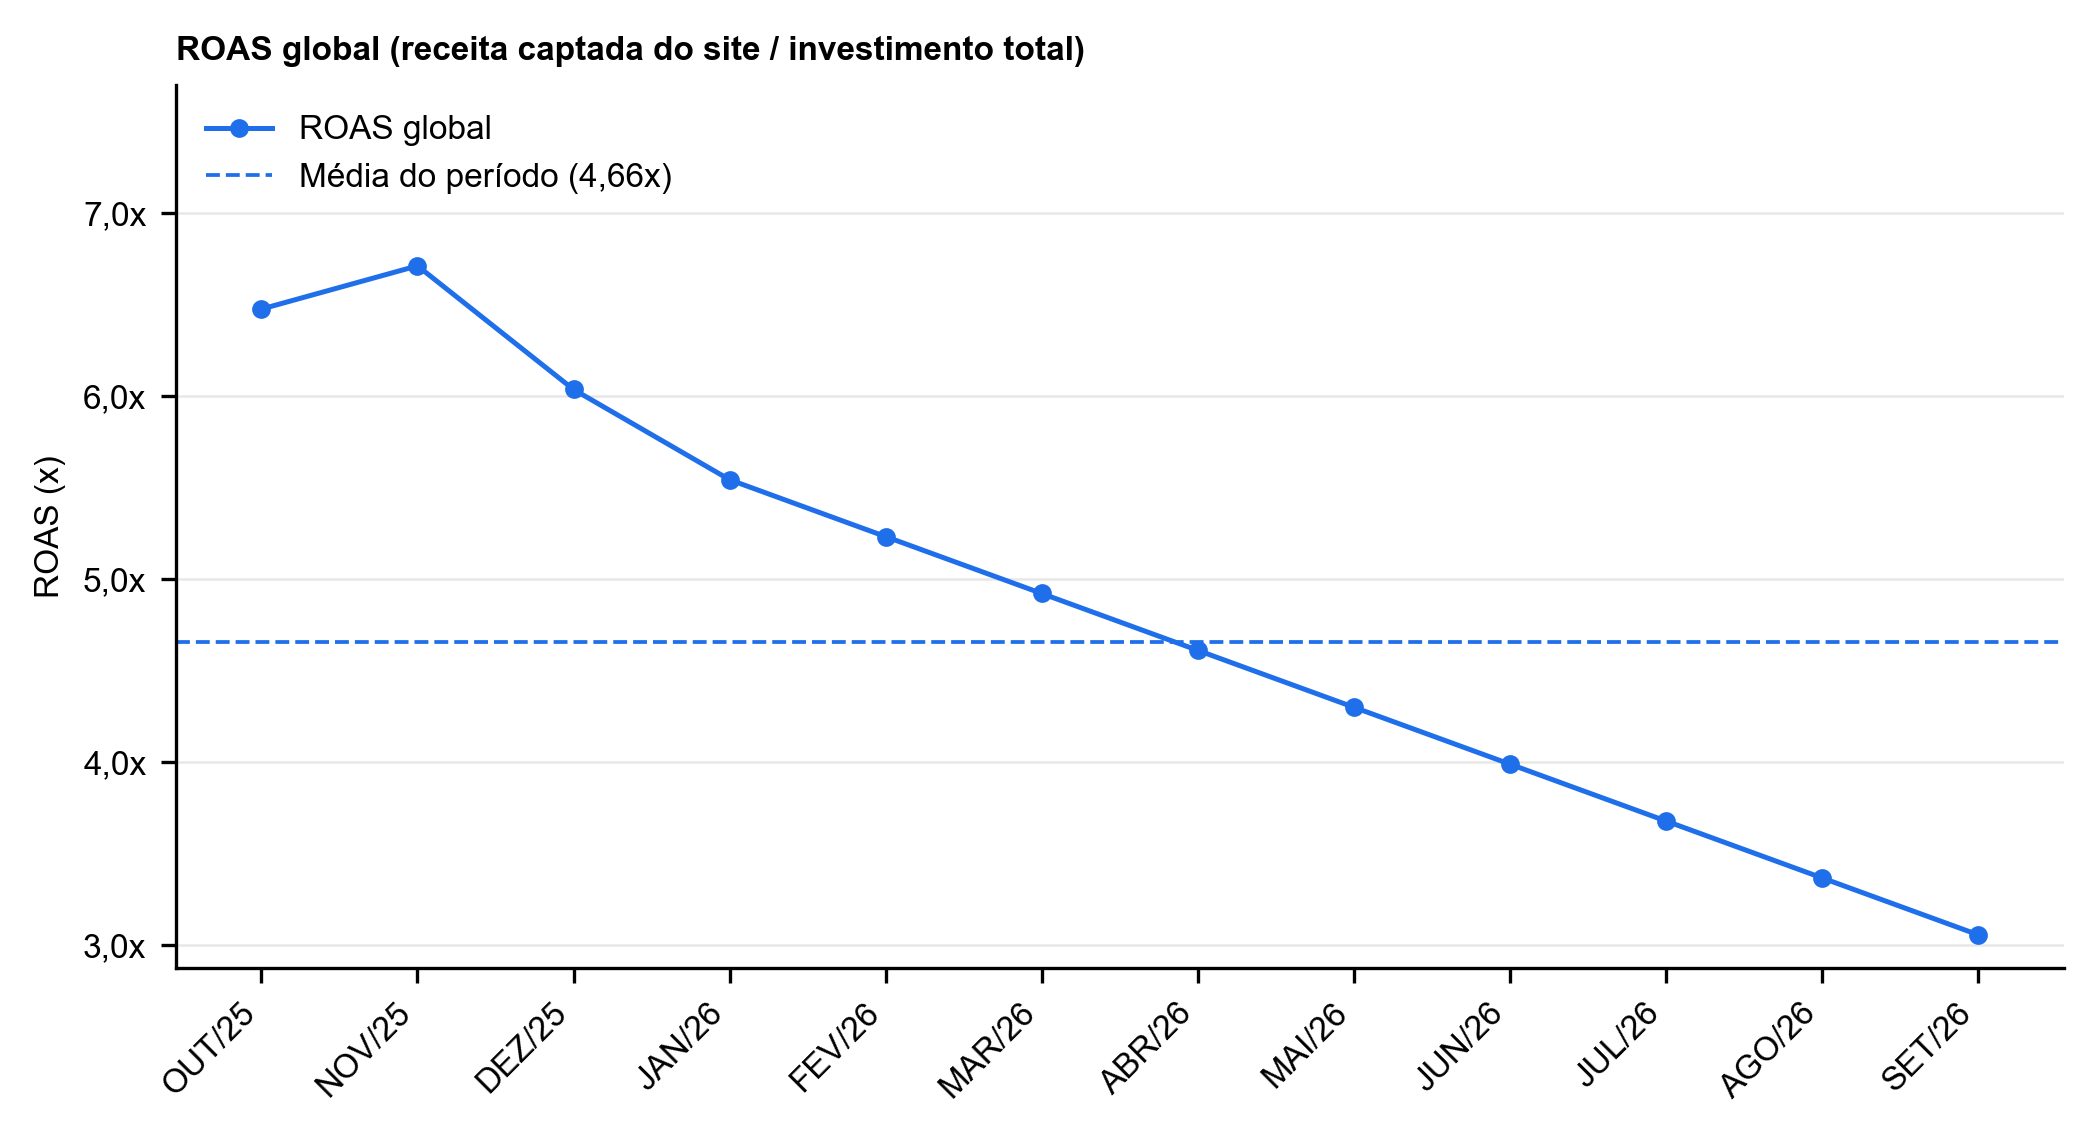 ROAS global (receita captada do site / investimento total)
ROAS global
Média do período (4,66x)
ROAS (x)
7,0x
6,0x
5,0x
4,0x
3,0x
OUT/25
NOV/25
DEZ/25
JAN/26
FEV/26
MAR/26
ABR/26
MAI/26
JUN/26
JUL/26
AGO/26
SET/26